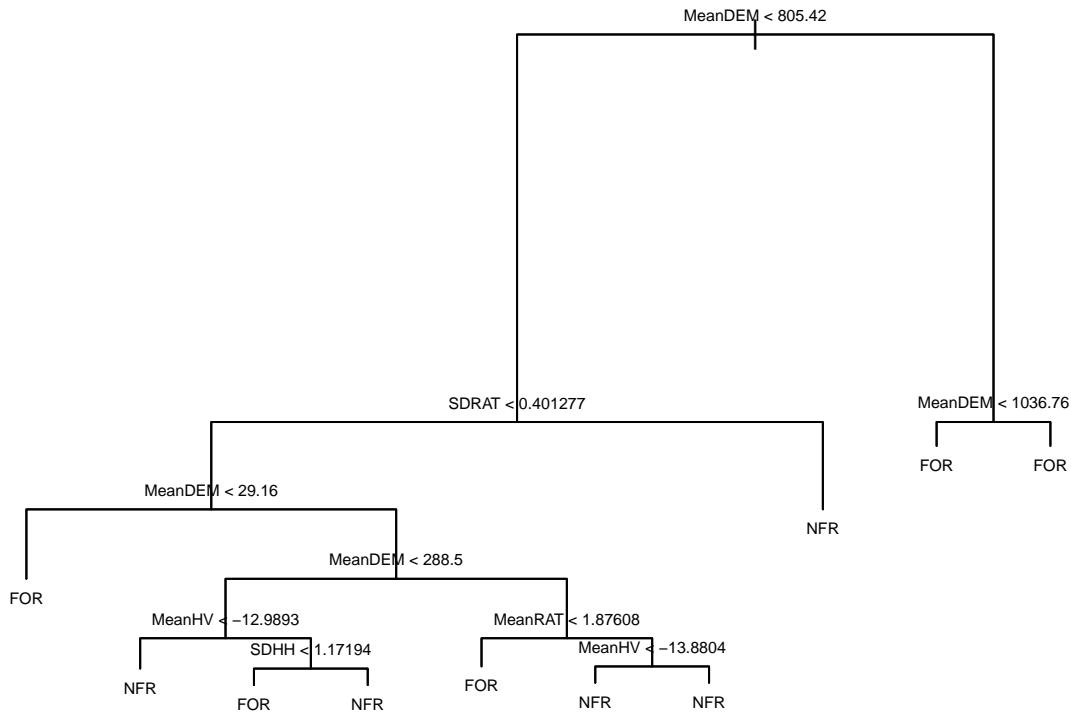 MeanDEM < 805.42
SDRAT < 0.401277
MeanDEM < 1036.76
FOR
FOR
MeanDEM < 29.16
NFR
MeanDEM < 288.5
FOR
MeanHV < −12.9893
MeanRAT < 1.87608
SDHH < 1.17194
MeanHV < −13.8804
NFR
FOR
FOR
NFR
NFR
NFR